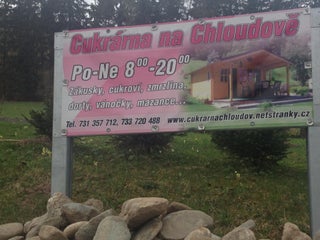 Cukrárna na Chloudově
Po-Ne 8⁰⁰-20⁰⁰
zákusky, cukroví, zmrzlina,
dorty, vánočky, mazance...
Tel. 731 357 712, 733 720 488 www.cukrarnachloudov.netstranky.cz